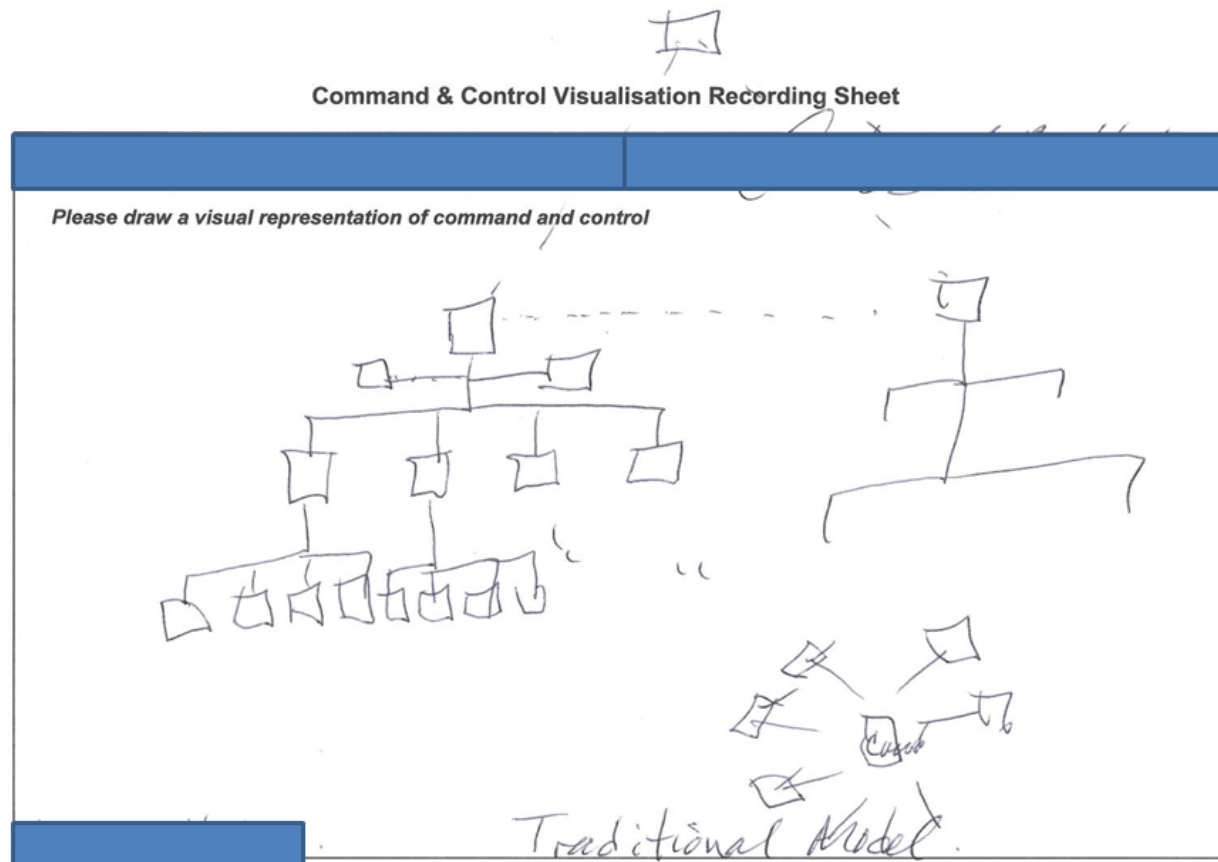 Command & Control Visualisation Recording Sheet
Please draw a visual representation of command and control
Traditional Model.